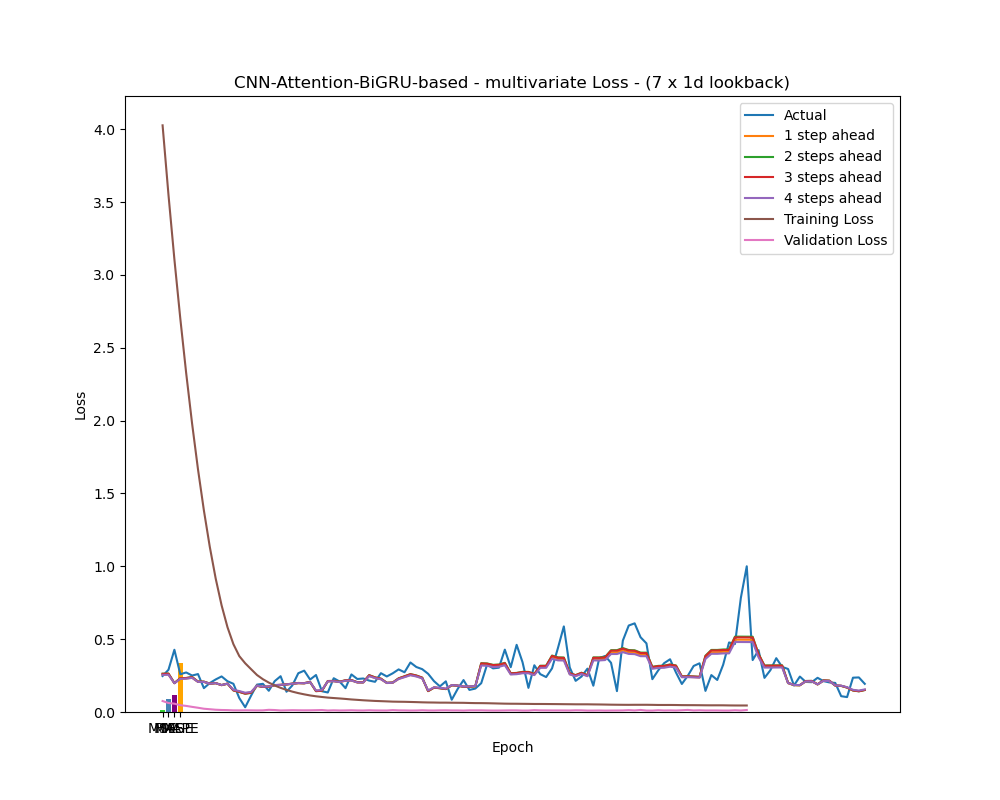 CNN-Attention-BiGRU-based - multivariate Loss - (7 x 1d lookback)
Actual
1 step ahead
2 steps ahead
3 steps ahead
4 steps ahead
Training Loss
Validation Loss
4.0
3.5
3.0
2.5
2.0
1.5
1.0
0.5
0.0
Loss
Epoch